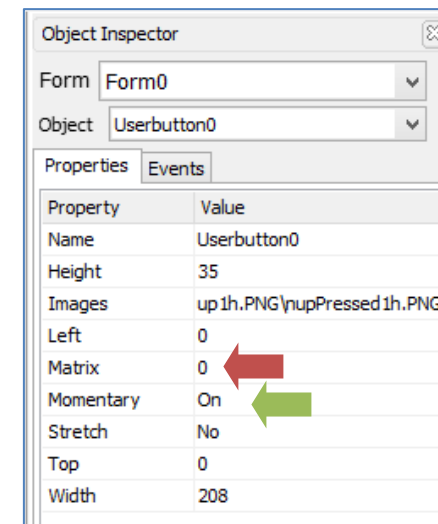 Object Inspector
Form Form0
Object Userbutton0
Properties Events
Property Value
Name Userbutton0
Height 35
Images up1h.PNG\nupPressed1h.PNG
Left 0
Matrix 0
Momentary On
Stretch No
Top 0
Width 208